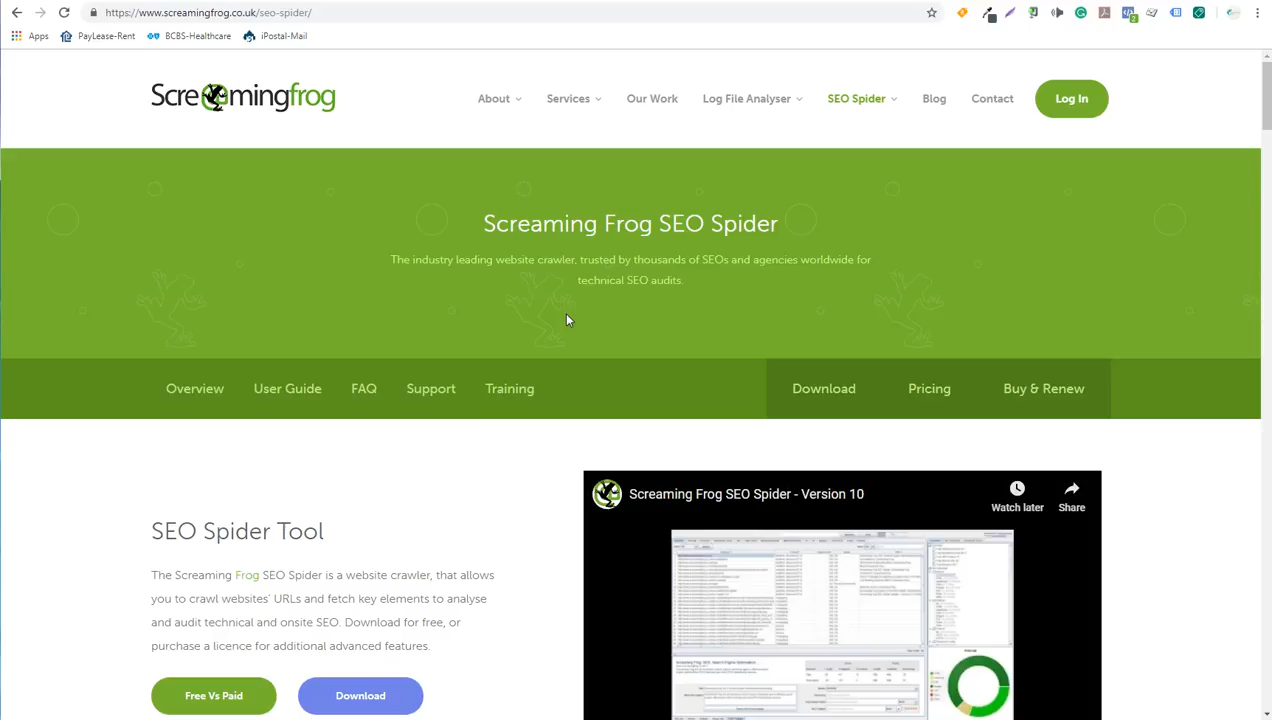 https://www.screamingfrog.co.uk/seo-spider/
Apps PayLease-Rent BCBS-Healthcare iPostal-Mail
Screamingfrog
About Services Our Work Log File Analyser SEO Spider Blog Contact Log In
Screaming Frog SEO Spider
The industry leading website crawler, trusted by thousands of SEOs and agencies worldwide for
technical SEO audits.
Overview User Guide FAQ Support Training Download Pricing Buy & Renew
Screaming Frog SEO Spider - Version 10
Watch later Share
SEO Spider Tool
The Screaming Frog SEO Spider is a website crawler, that allows
you to crawl websites' URLs and fetch key elements to analyse
and audit technical and onsite SEO. Download for free, or
purchase a licence for additional advanced features.
Free Vs Paid Download